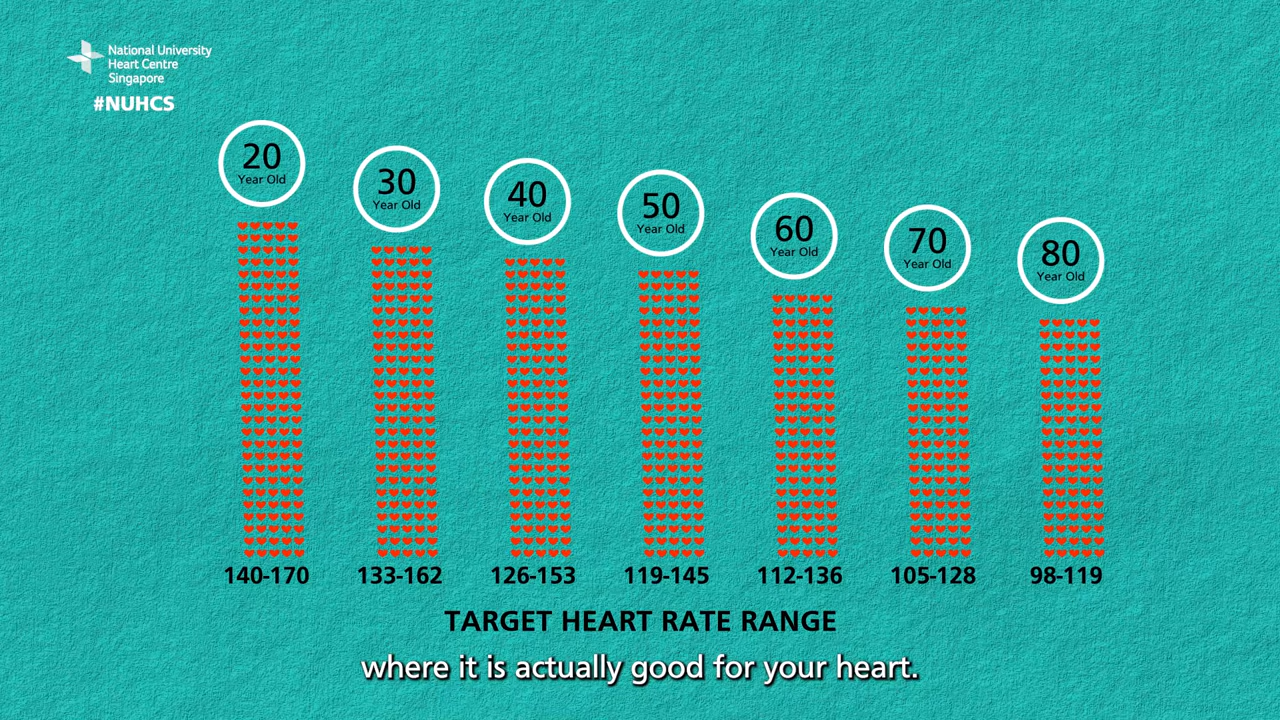 National University
Heart Centre
Singapore
#NUHCS
20
Year Old
30
Year Old
40
Year Old
50
Year Old
60
Year Old
70
Year Old
80
Year Old
140-170 133-162 126-153 119-145 112-136 105-128 98-119
TARGET HEART RATE RANGE
where it is actually good for your heart.